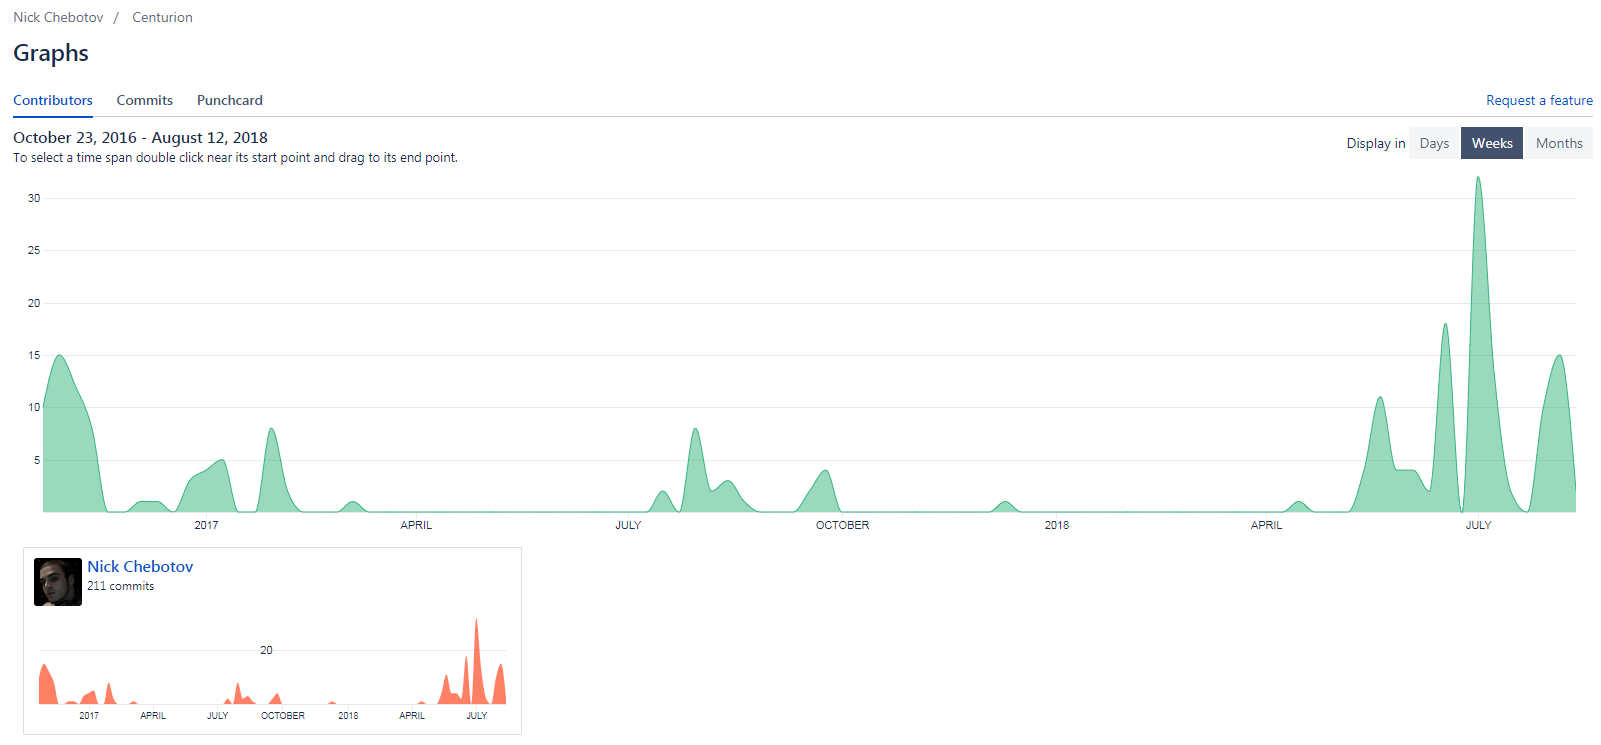 Nick Chebotov / Centurion
Graphs
Contributors Commits Punchcard Request a feature
October 23, 2016 - August 12, 2018
To select a time span double click near its start point and drag to its end point.
Display in Days Weeks Months
30
25
20
15
10
5
2017 APRIL JULY OCTOBER 2018 APRIL JULY
Nick Chebotov
211 commits
20
2017 APRIL JULY OCTOBER 2018 APRIL JULY